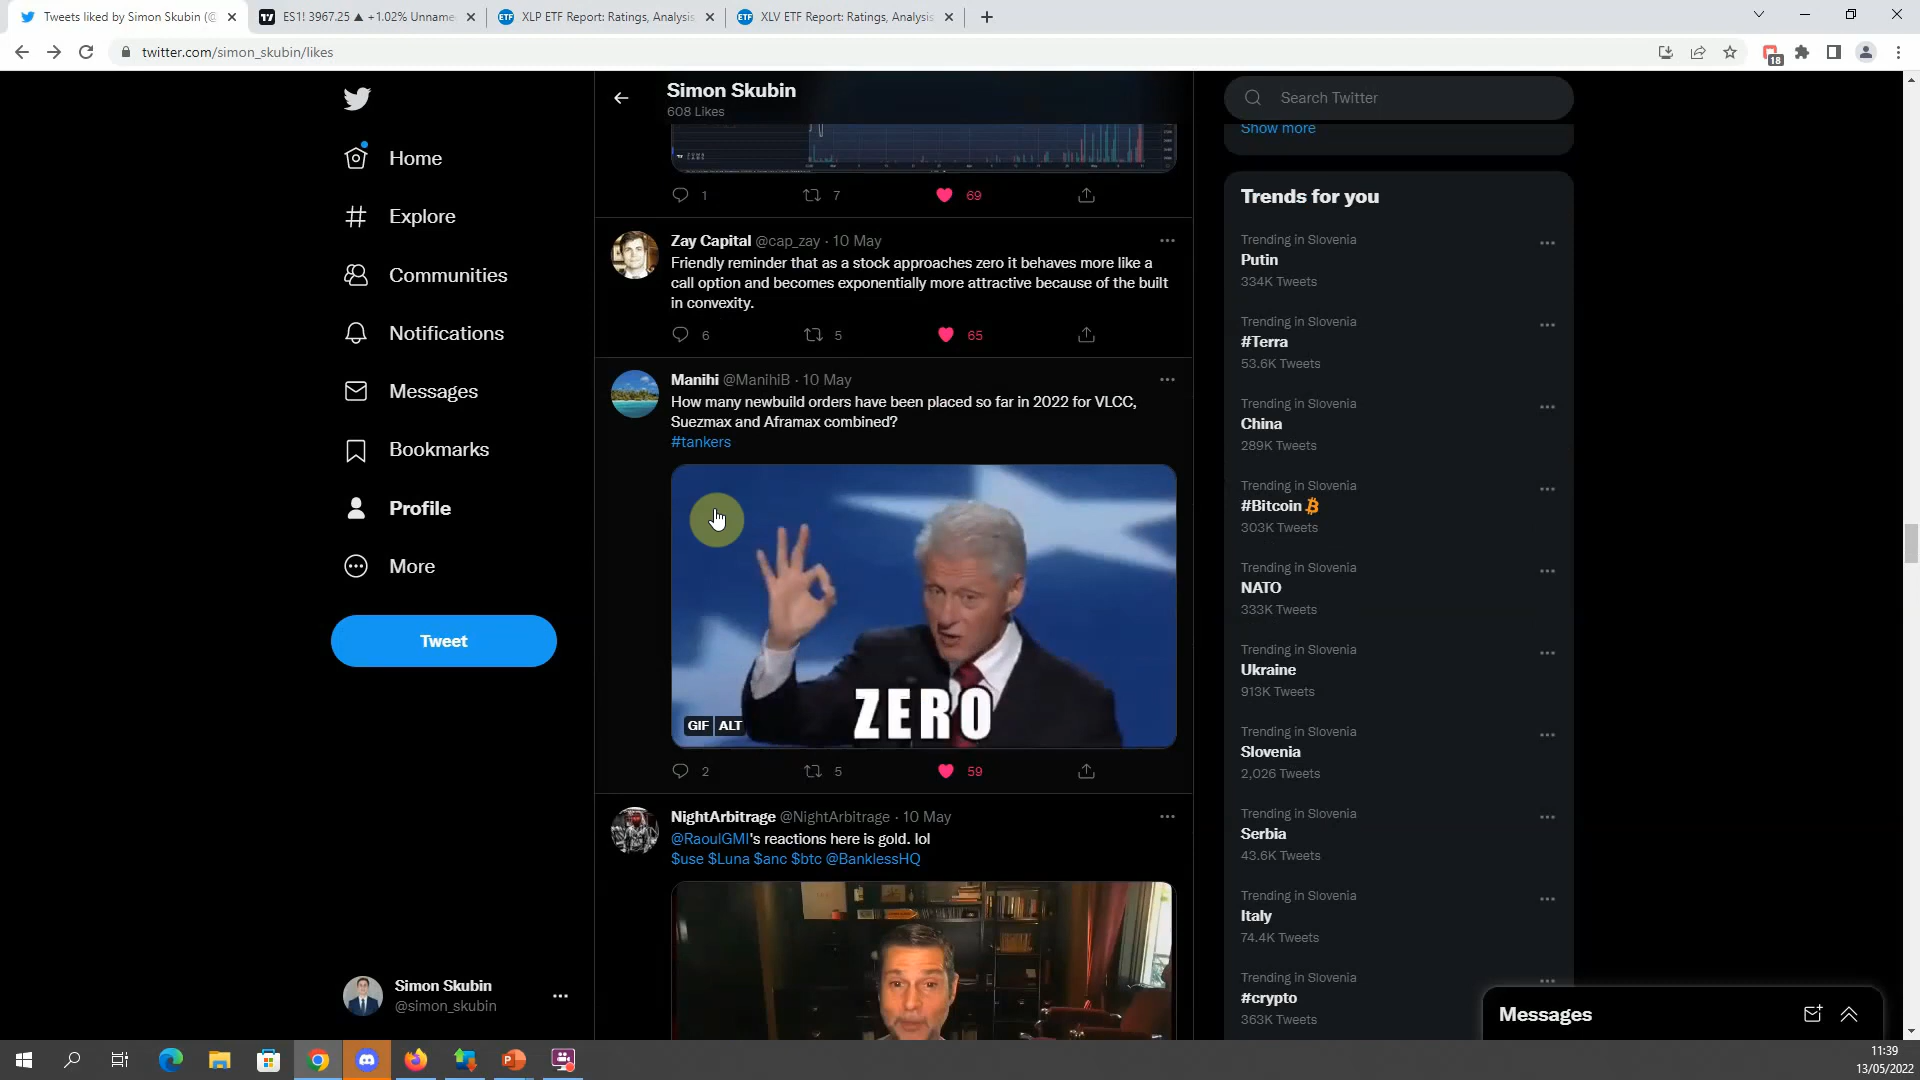 Tweets liked by Simon Skubin (@
ES1! 3967.25 ▲ +1.02% Unname
XLP ETF Report: Ratings, Analysis
XLV ETF Report: Ratings, Analysis
twitter.com/simon_skubin/likes
18
Home
Explore
Communities
Notifications
Messages
Bookmarks
Profile
More
Tweet
Simon Skubin
@simon_skubin
Simon Skubin
608 Likes
1 7 69
Zay Capital @cap_zay · 10 May
Friendly reminder that as a stock approaches zero it behaves more like a
call option and becomes exponentially more attractive because of the built
in convexity.
6 5 65
Manihi @ManihiB · 10 May
How many newbuild orders have been placed so far in 2022 for VLCC,
Suezmax and Aframax combined?
#tankers
ZERO
GIF ALT
2 5 59
NightArbitrage @NightArbitrage · 10 May
@RaoulGMI's reactions here is gold. lol
$use $Luna $anc $btc @BanklessHQ
Search Twitter
Show more
Trends for you
Trending in Slovenia
Putin
334K Tweets
Trending in Slovenia
#Terra
53.6K Tweets
Trending in Slovenia
China
289K Tweets
Trending in Slovenia
#Bitcoin
303K Tweets
Trending in Slovenia
NATO
333K Tweets
Trending in Slovenia
Ukraine
913K Tweets
Trending in Slovenia
Slovenia
2,026 Tweets
Trending in Slovenia
Serbia
43.6K Tweets
Trending in Slovenia
Italy
74.4K Tweets
Trending in Slovenia
#crypto
363K Tweets
Messages
11:39
13/05/2022